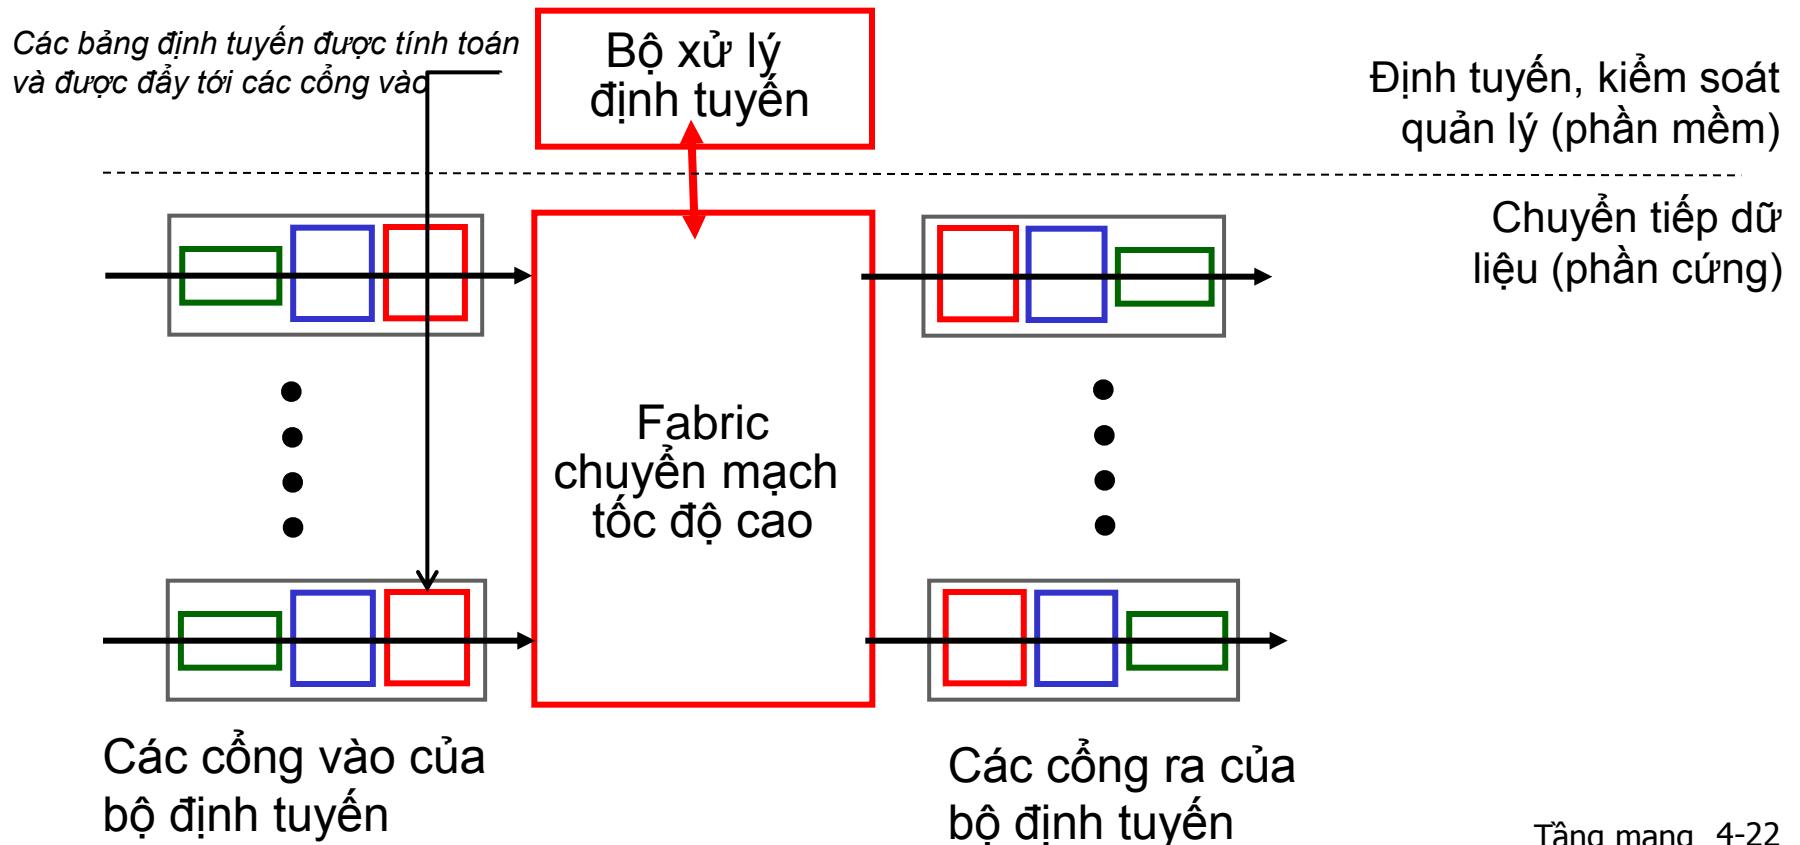 Các bảng định tuyến được tính toán
và được đẩy tới các cổng vào
Bộ xử lý
định tuyến
Định tuyến, kiểm soát
quản lý (phần mềm)
Chuyển tiếp dữ
liệu (phần cứng)
Fabric
chuyển mạch
tốc độ cao
Các cổng vào của
bộ định tuyến
Các cổng ra của
bộ định tuyến
Tầng mạng 4-22